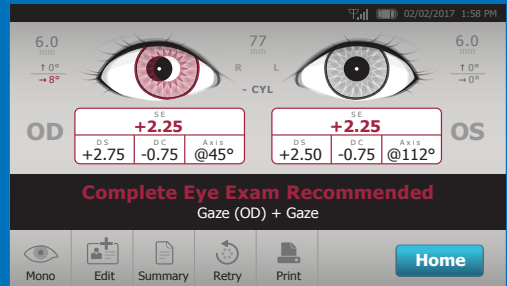 02/02/2017 1:58 PM
6.0
mm
77
mm
6.0
mm
↑ 0°
→ 8°
R L
↑ 0°
→ 0°
- CYL
OD
SE
+2.25
DS DC Axis
+2.75 -0.75 @45°
SE
+2.25
DS DC Axis
+2.50 -0.75 @112°
OS
Complete Eye Exam Recommended
Gaze (OD) + Gaze
Mono Edit Summary Retry Print
Home